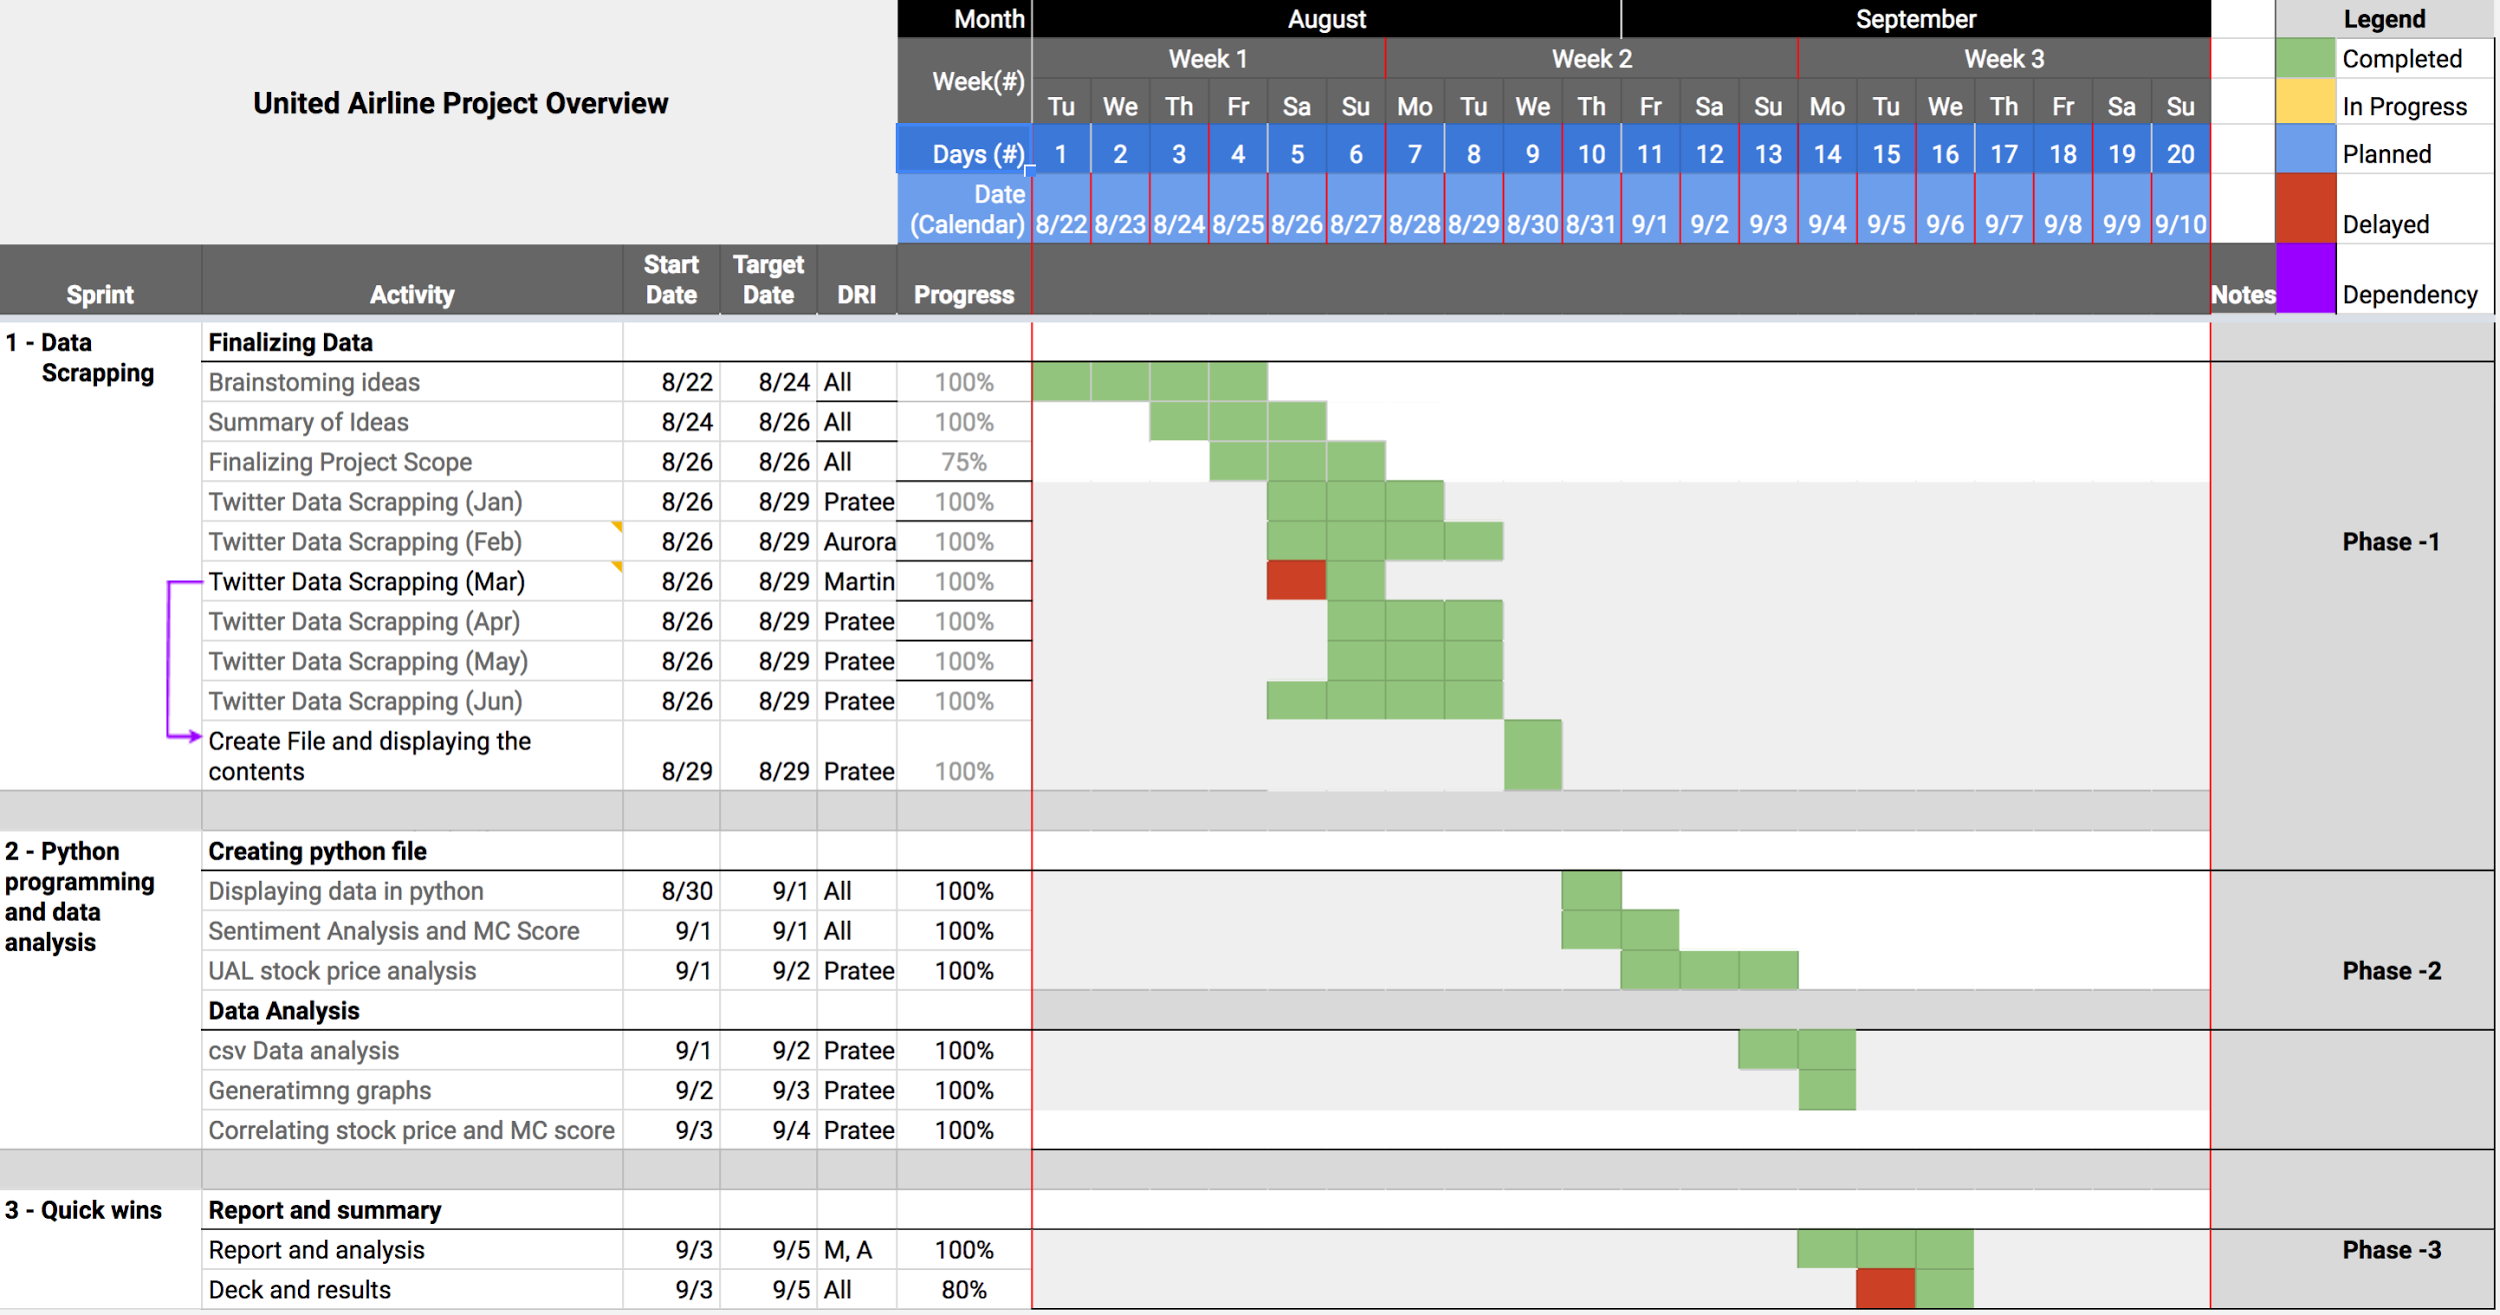 Month August September Legend
Week(#) Week 1 Week 2 Week 3 Completed
United Airline Project Overview
Tu We Th Fr Sa Su Mo Tu We Th Fr Sa Su Mo Tu We Th Fr Sa Su In Progress
Days (#) 1 2 3 4 5 6 7 8 9 10 11 12 13 14 15 16 17 18 19 20 Planned
Date
(Calendar) 8/22 8/23 8/24 8/25 8/26 8/27 8/28 8/29 8/30 8/31 9/1 9/2 9/3 9/4 9/5 9/6 9/7 9/8 9/9 9/10 Delayed
Start Target
Sprint Activity Date Date DRI Progress Notes Dependency
1 - Data Finalizing Data
Scrapping
Brainstoming ideas 8/22 8/24 All 100%
Summary of Ideas 8/24 8/26 All 100%
Finalizing Project Scope 8/26 8/26 All 75%
Twitter Data Scrapping (Jan) 8/26 8/29 Pratee 100%
Twitter Data Scrapping (Feb) 8/26 8/29 Aurora 100% Phase -1
Twitter Data Scrapping (Mar) 8/26 8/29 Martin 100%
Twitter Data Scrapping (Apr) 8/26 8/29 Pratee 100%
Twitter Data Scrapping (May) 8/26 8/29 Pratee 100%
Twitter Data Scrapping (Jun) 8/26 8/29 Pratee 100%
Create File and displaying the
contents 8/29 8/29 Pratee 100%
2 - Python Creating python file
programming
and data
analysis
Displaying data in python 8/30 9/1 All 100%
Sentiment Analysis and MC Score 9/1 9/1 All 100%
UAL stock price analysis 9/1 9/2 Pratee 100% Phase -2
Data Analysis
csv Data analysis 9/1 9/2 Pratee 100%
Generatimng graphs 9/2 9/3 Pratee 100%
Correlating stock price and MC score 9/3 9/4 Pratee 100%
3 - Quick wins Report and summary
Report and analysis 9/3 9/5 M, A 100% Phase -3
Deck and results 9/3 9/5 All 80%